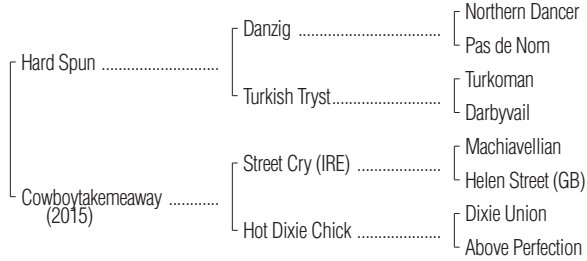 Northern Dancer
Danzig ..............................
Pas de Nom
Hard Spun .........................
Turkoman
Turkish Tryst.......................
Darbyvail
Machiavellian
Street Cry (IRE) ..................
Helen Street (GB)
Cowboytakemeaway ............
(2015)
Dixie Union
Hot Dixie Chick ..................
Above Perfection